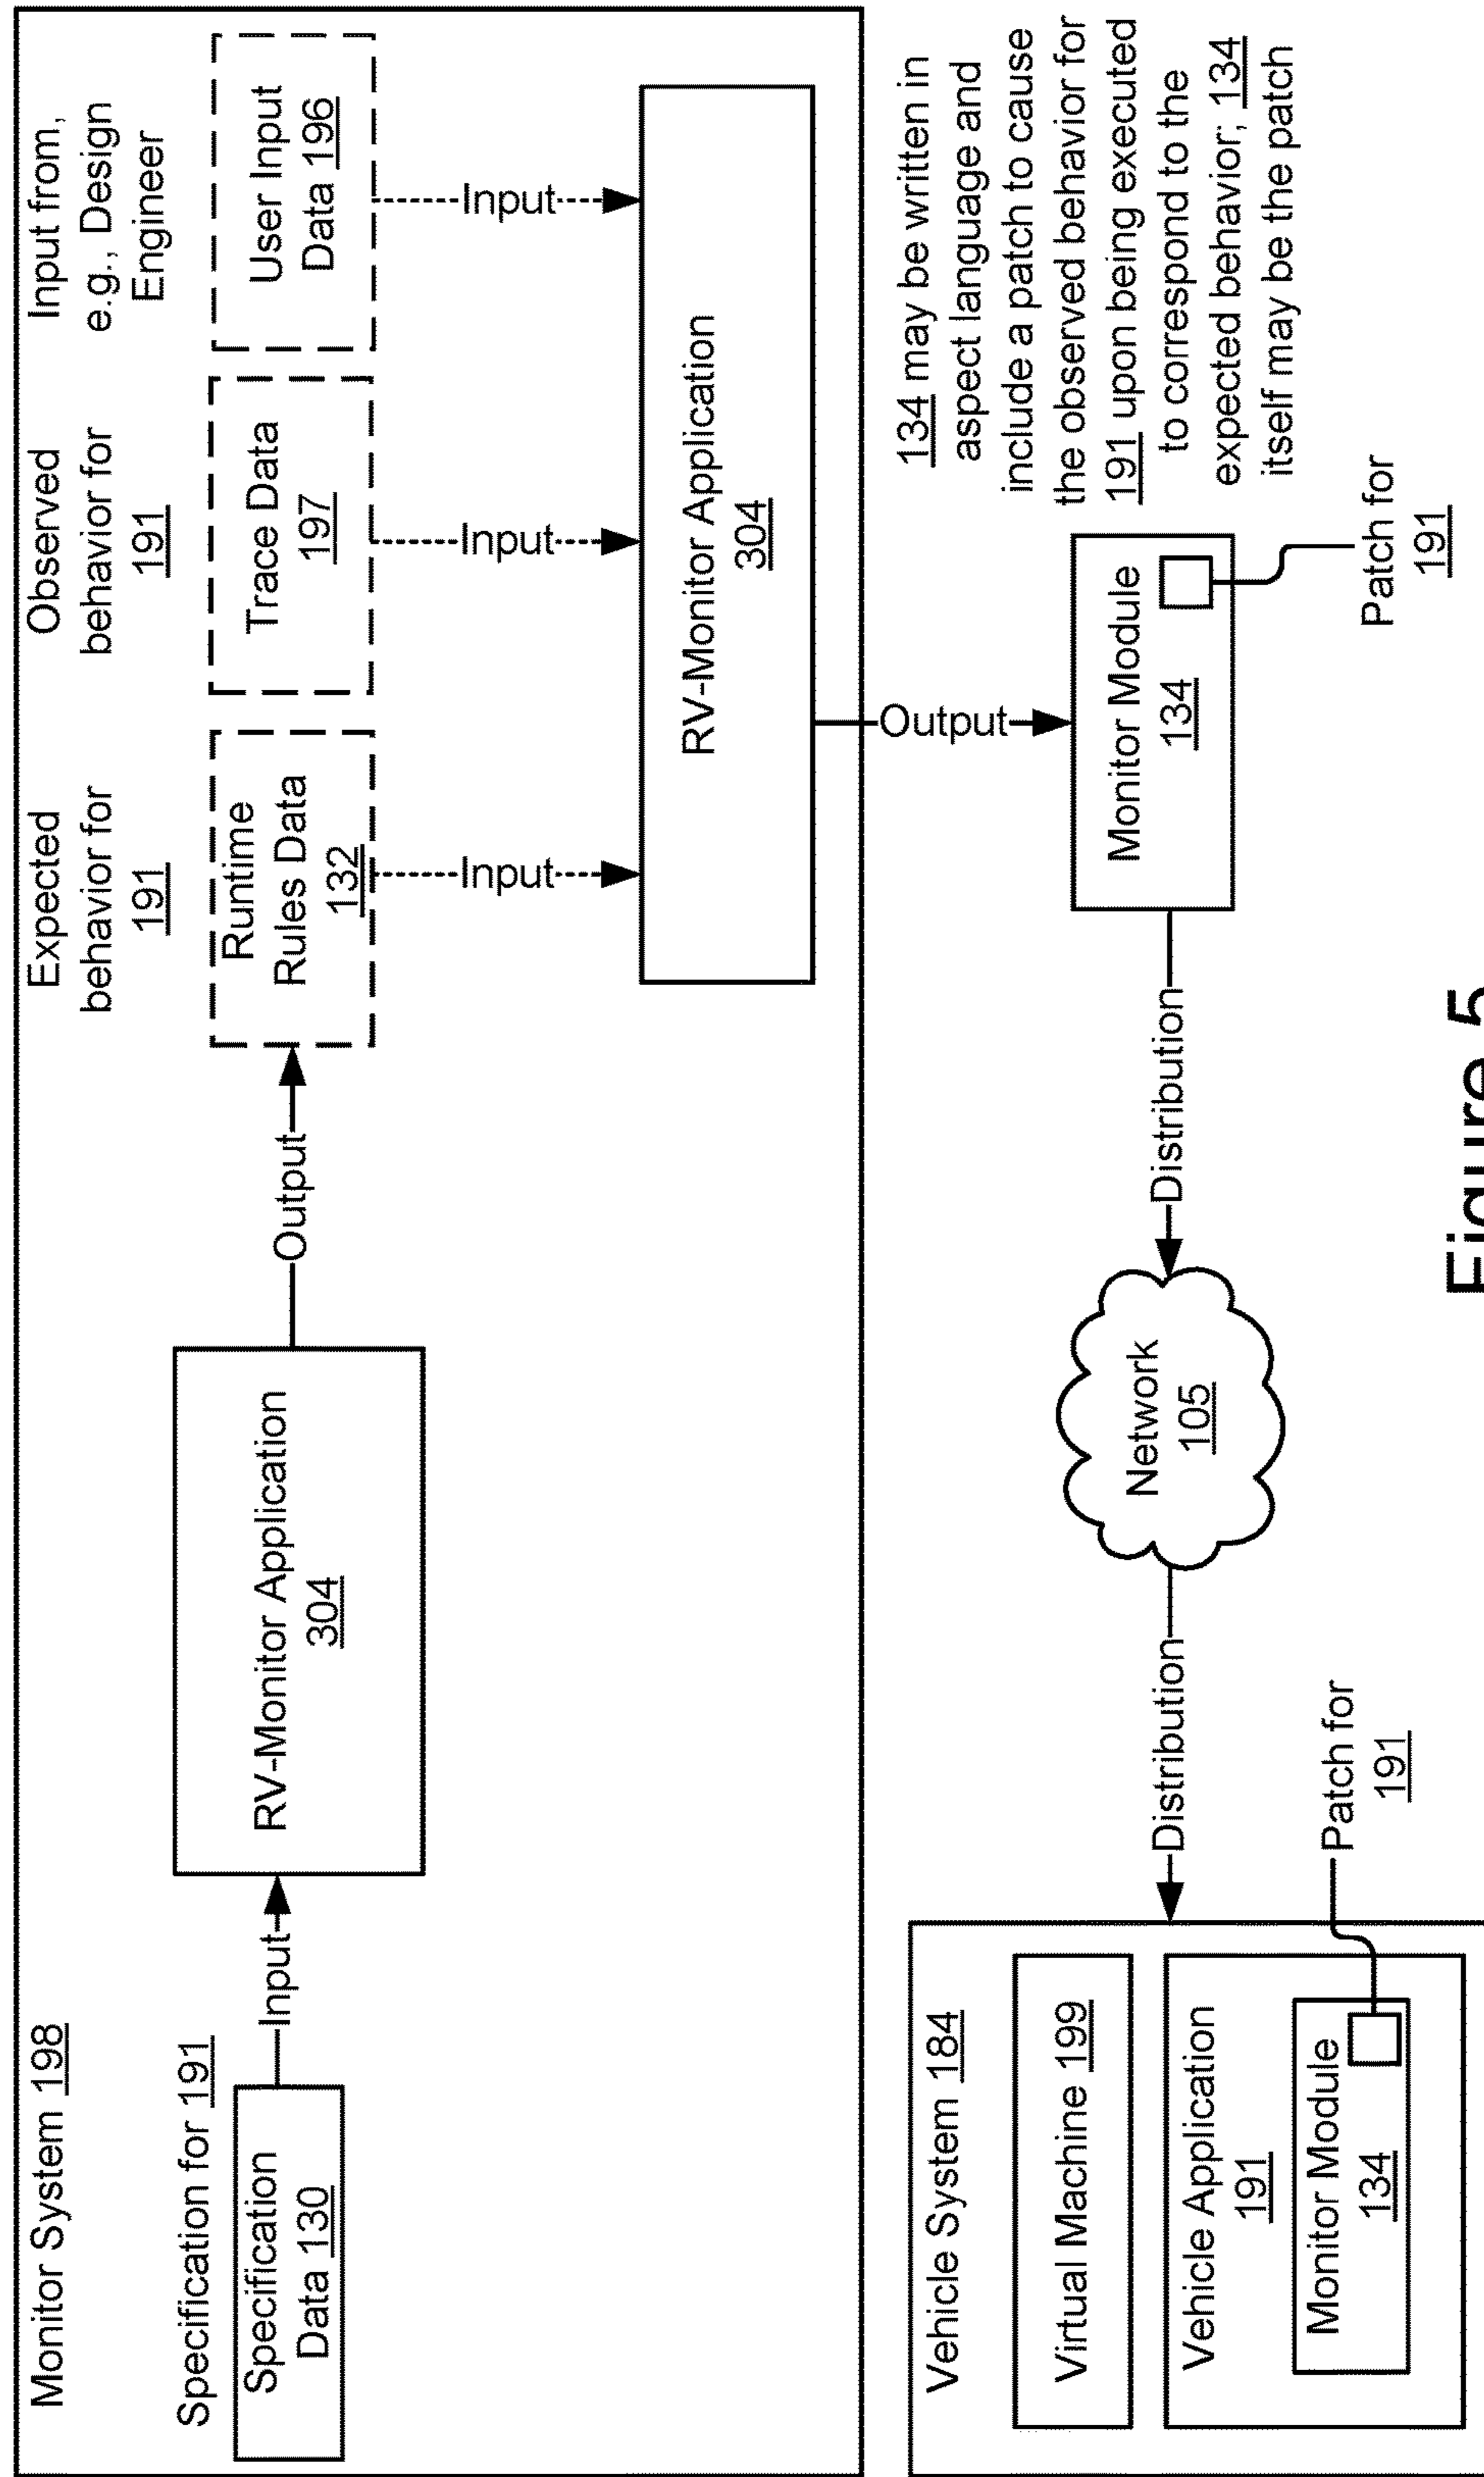 Monitor System 198
Specification for 191
Specification
Data 130
Input
RV-Monitor Application
304
Output
Expected
behavior for
191
Runtime
Rules Data
132
Observed
behavior for
191
Trace Data
197
Input from,
e.g., Design
Engineer
User Input
Data 196
Input
Input
Input
RV-Monitor Application
304
Output
134 may be written in
aspect language and
include a patch to cause
the observed behavior for
191 upon being executed
to correspond to the
expected behavior; 134
itself may be the patch
Monitor Module
134
Patch for
191
Distribution
Network
105
Distribution
Vehicle System 184
Virtual Machine 199
Vehicle Application
191
Monitor Module
134
Patch for
191
Figure 5